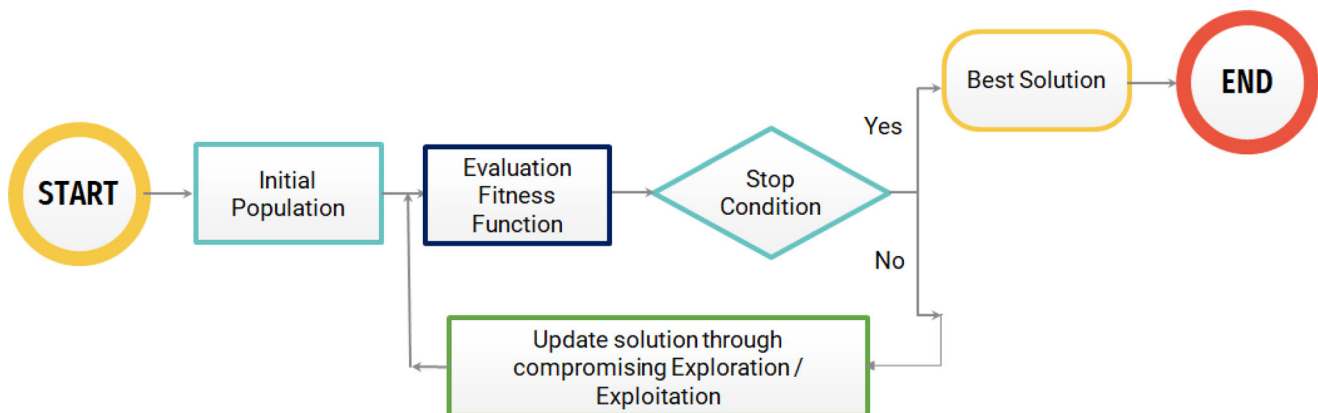 START
Initial
Population
Evaluation
Fitness
Function
Stop
Condition
Yes
No
Best Solution
END
Update solution through
compromising Exploration /
Exploitation